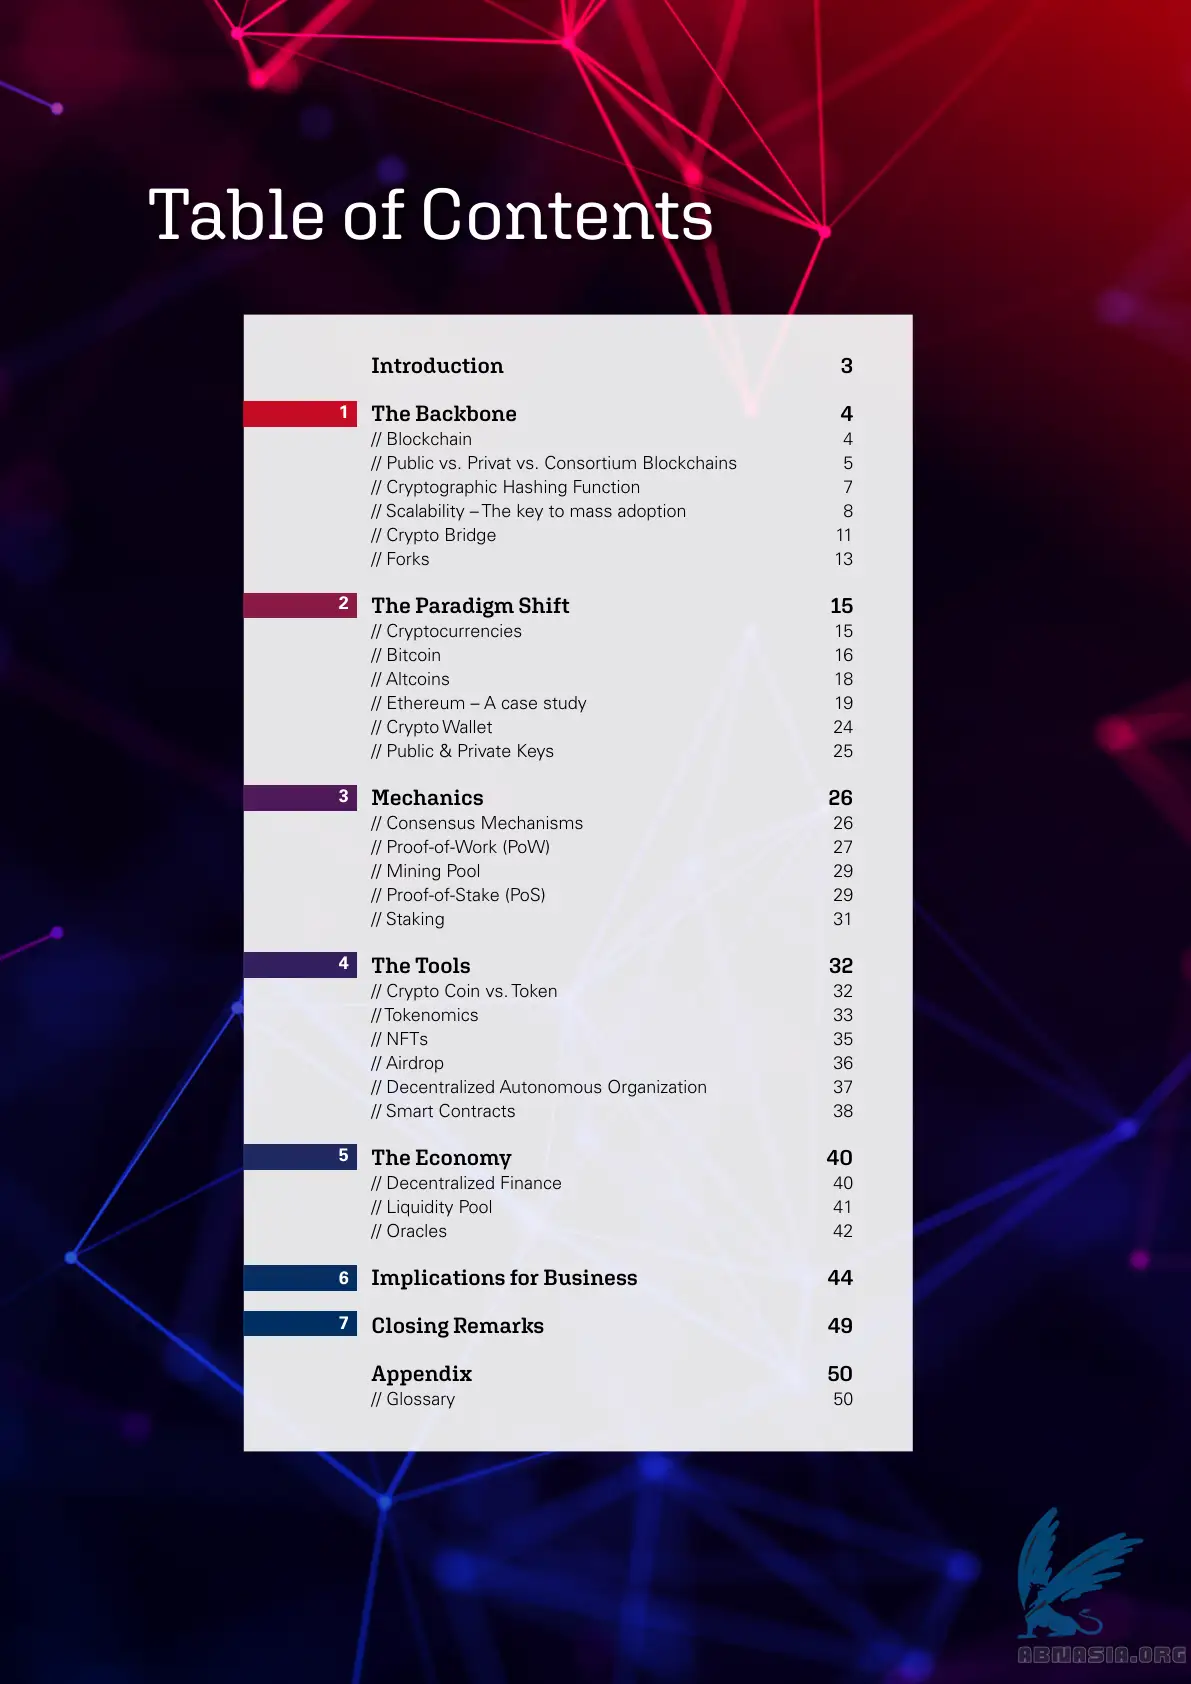 Table of Contents
Introduction 3
1 The Backbone 4
// Blockchain 4
// Public vs. Privat vs. Consortium Blockchains 5
// Cryptographic Hashing Function 7
// Scalability – The key to mass adoption 8
// Crypto Bridge 11
// Forks 13
2 The Paradigm Shift 15
// Cryptocurrencies 15
// Bitcoin 16
// Altcoins 18
// Ethereum – A case study 19
// Crypto Wallet 24
// Public & Private Keys 25
3 Mechanics 26
// Consensus Mechanisms 26
// Proof-of-Work (PoW) 27
// Mining Pool 29
// Proof-of-Stake (PoS) 29
// Staking 31
4 The Tools 32
// Crypto Coin vs. Token 32
// Tokenomics 33
// NFTs 35
// Airdrop 36
// Decentralized Autonomous Organization 37
// Smart Contracts 38
5 The Economy 40
// Decentralized Finance 40
// Liquidity Pool 41
// Oracles 42
6 Implications for Business 44
7 Closing Remarks 49
Appendix 50
// Glossary 50
ABNASIA.ORG